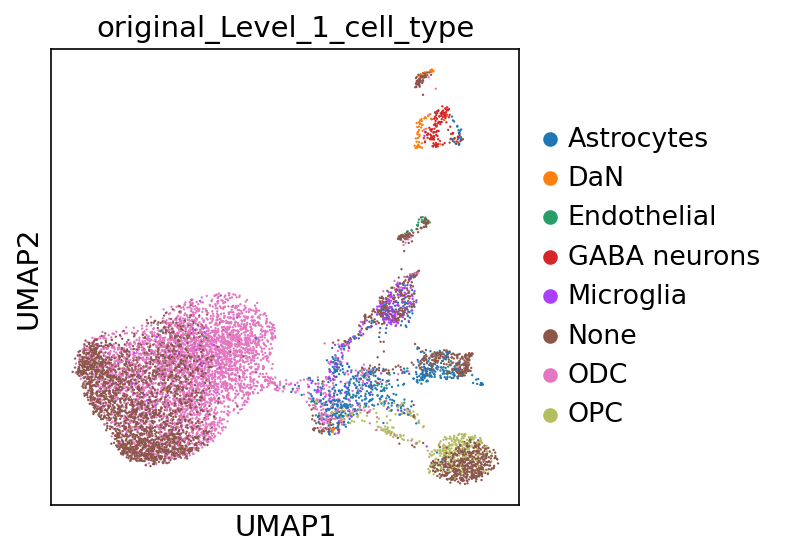 original_Level_1_cell_type
Astrocytes
DaN
Endothelial
GABA neurons
Microglia
None
ODC
OPC
UMAP2
UMAP1